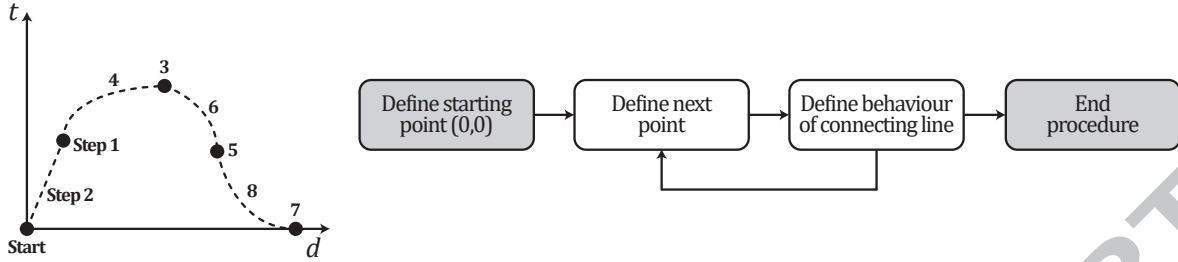 t
4
3
6
Step 1
5
Step 2
8
7
Start
d
Define starting
point (0,0)
Define next
point
Define behaviour
of connecting line
End
procedure
PT